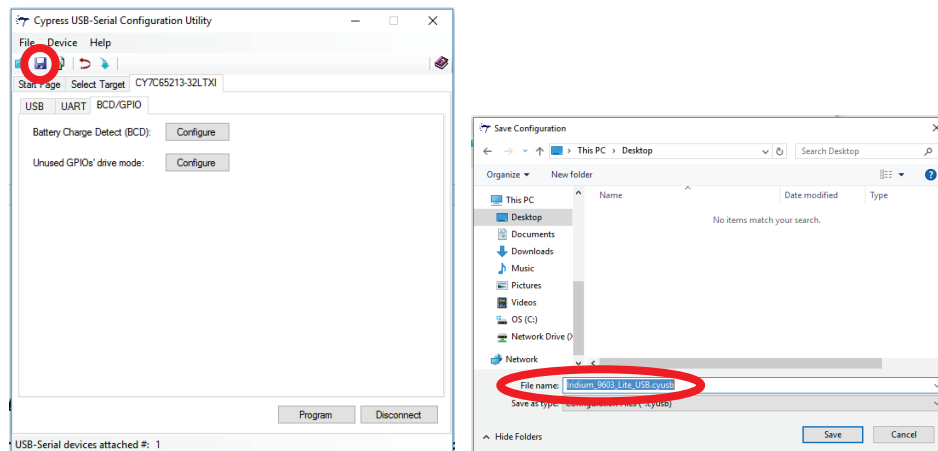 Cypress USB-Serial Configuration Utility
File Device Help
Start Page Select Target CY7C65213-32LTXI
USB UART BCD/GPIO
Battery Charge Detect (BCD): Configure
Unused GPIOs' drive mode: Configure
Program Disconnect
USB-Serial devices attached #: 1
Save Configuration
This PC > Desktop
Search Desktop
Organize New folder
Name Date modified Type
This PC
No items match your search.
Desktop
Documents
Downloads
Music
Pictures
Videos
OS (C:)
Network Drive (
Network
File name: Iridium_9603_Lite_USB.cyusb
Save as type: Configuration Files (*.cyusb)
Hide Folders Save Cancel